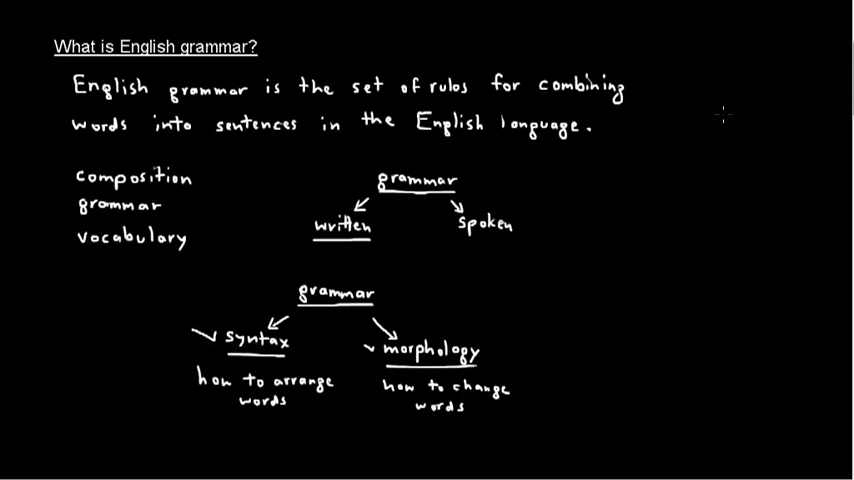 What is English grammar?
English grammar is the set of rules for combining
words into sentences in the English language.
composition
grammar
vocabulary
grammar
written
spoken
grammar
syntax
morphology
how to arrange
words
how to change
words